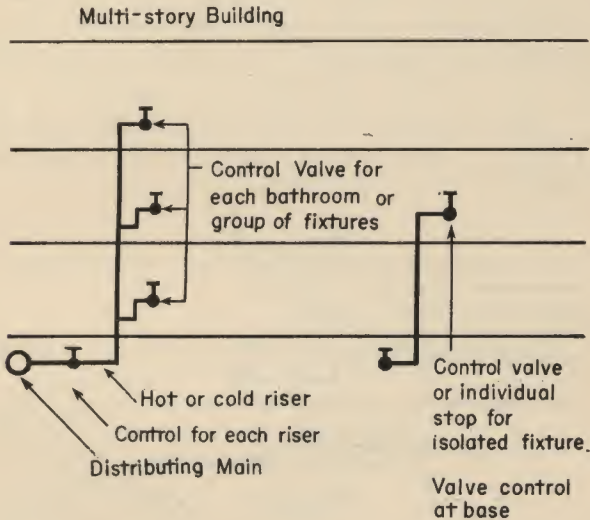 Multi-story Building
Control Valve for
each bathroom or
group of fixtures
Hot or cold riser
Control for each riser
Distributing Main
Control valve
or individual
stop for
isolated fixture.
Valve control
at base